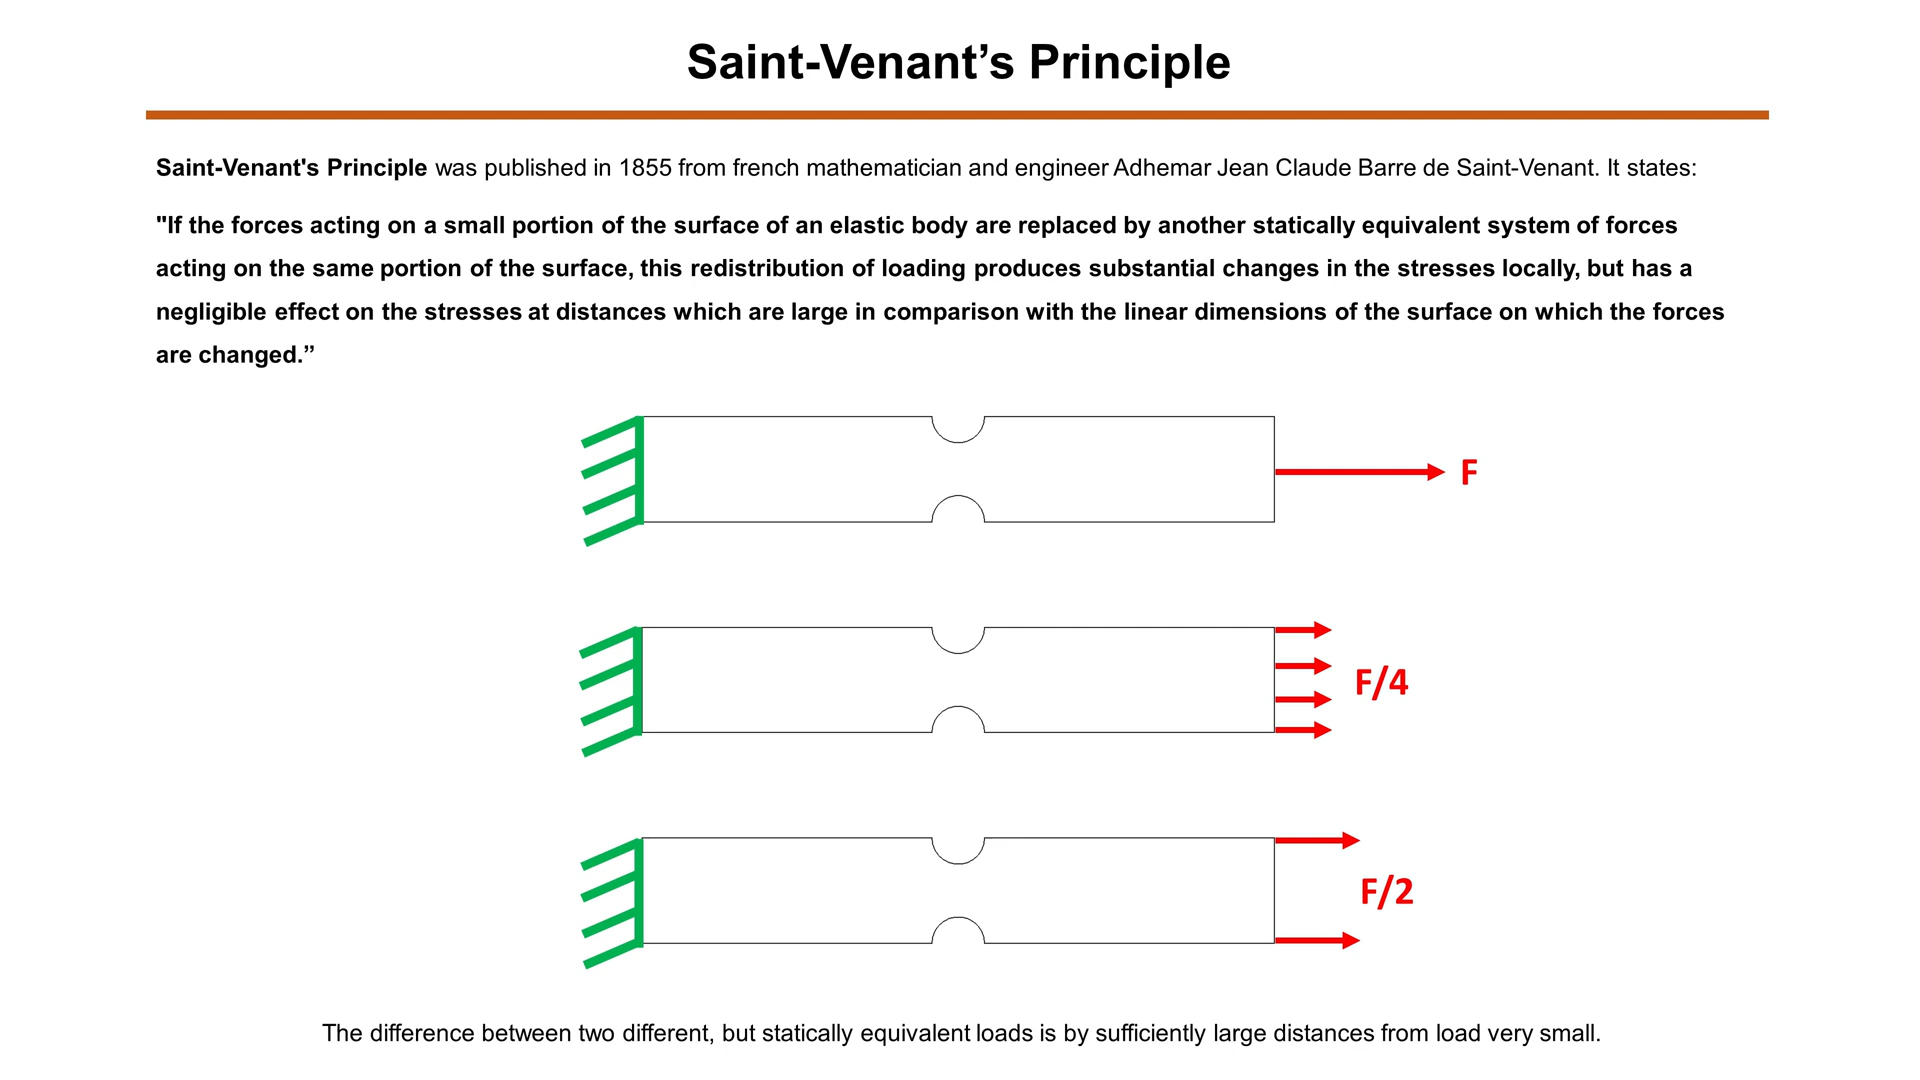 Saint-Venant’s Principle
Saint-Venant's Principle was published in 1855 from french mathematician and engineer Adhemar Jean Claude Barre de Saint-Venant. It states:
"If the forces acting on a small portion of the surface of an elastic body are replaced by another statically equivalent system of forces
acting on the same portion of the surface, this redistribution of loading produces substantial changes in the stresses locally, but has a
negligible effect on the stresses at distances which are large in comparison with the linear dimensions of the surface on which the forces
are changed.”
F
F/4
F/2
The difference between two different, but statically equivalent loads is by sufficiently large distances from load very small.